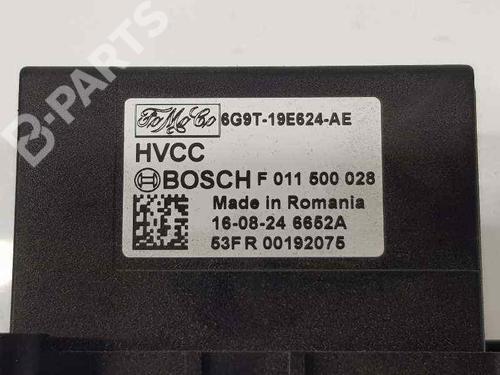 B-PARTS
FoMoCo 6G9T-19E624-AE
HVCC
BOSCH F 011 500 028
Made in Romania
16-08-24 6652A
53FR 00192075